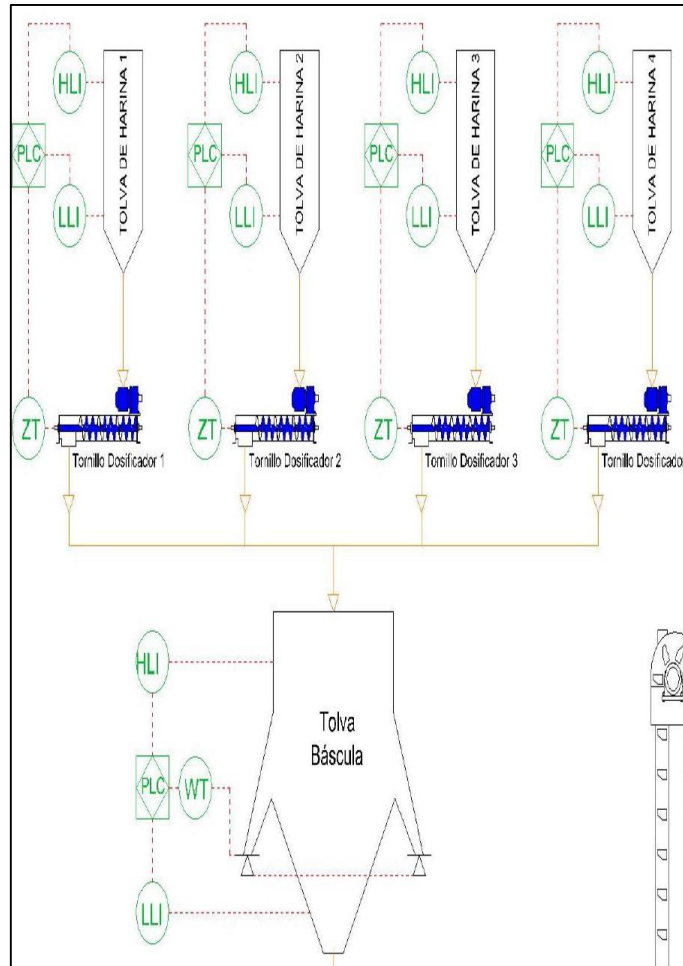 HLI
TOLVA DE HARINA 1
PLC
LLI
ZT
Tornillo Dosificador 1
HLI
TOLVA DE HARINA 2
PLC
LLI
ZT
Tornillo Dosificador 2
HLI
TOLVA DE HARINA 3
PLC
LLI
ZT
Tornillo Dosificador 3
HLI
TOLVA DE HARINA 4
PLC
LLI
ZT
Tornillo Dosificador
HLI
Tolva
Báscula
PLC
WT
LLI